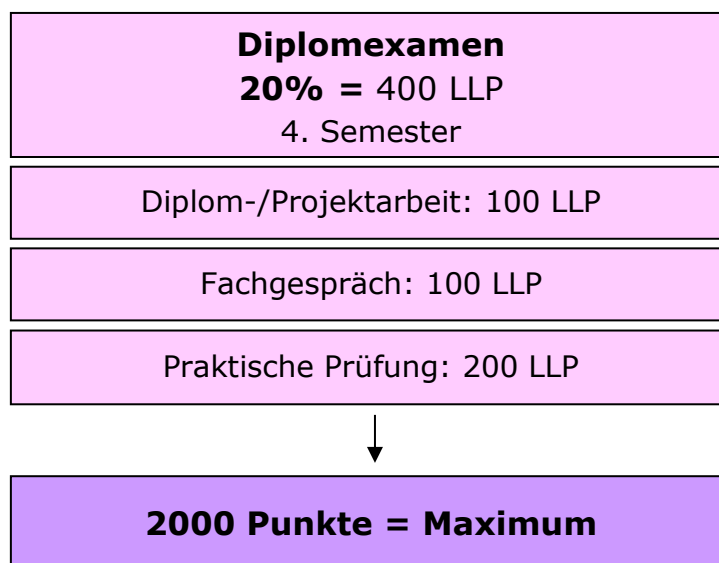 Diplomexamen
20% = 400 LLP
4. Semester
Diplom-/Projektarbeit: 100 LLP
Fachgespräch: 100 LLP
Praktische Prüfung: 200 LLP
2000 Punkte = Maximum